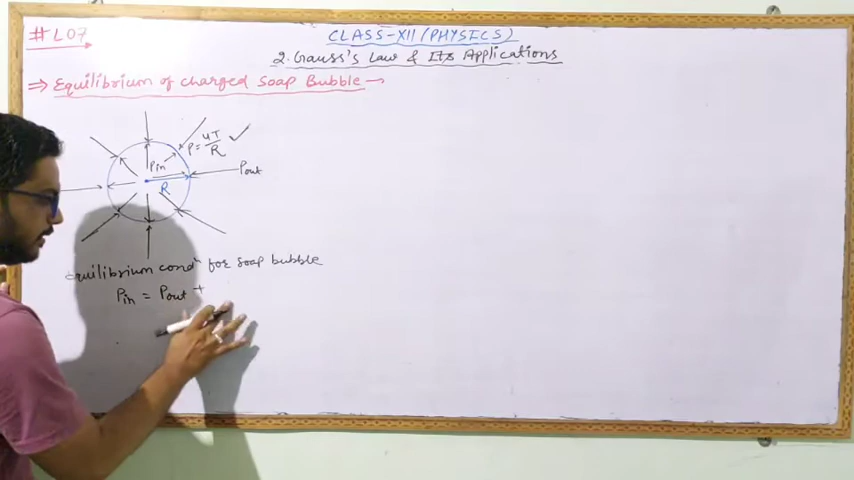 #L07
CLASS-XII (PHYSICS)
2. Gauss's Law & Its Applications
⇒ Equilibrium of charged Soap Bubble →
P = 4T/R ✓
Pin
Pout
R
Equilibrium condⁿ for soap bubble
Pin = Pout +